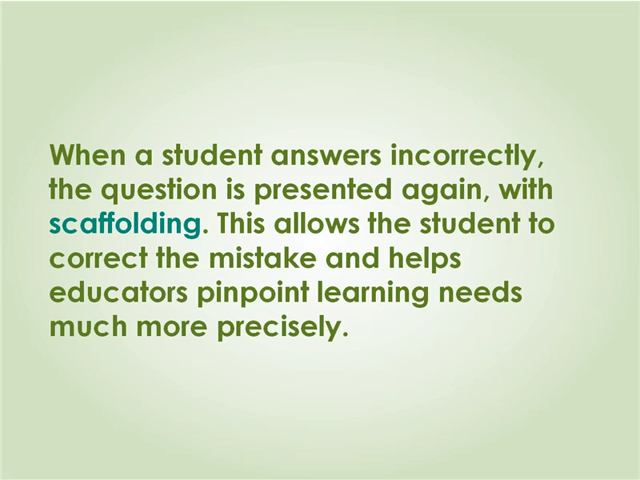 When a student answers incorrectly,
the question is presented again, with
scaffolding. This allows the student to
correct the mistake and helps
educators pinpoint learning needs
much more precisely.